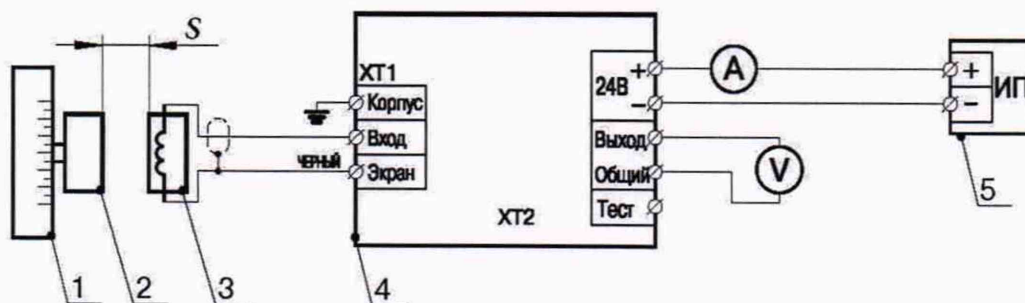 S
XT1
Корпус
Вход
ЧЕРНЫЙ
Экран
XT2
24В
+
−
Выход
Общий
Тест
A
V
+
−
ИП
1
2
3
4
5